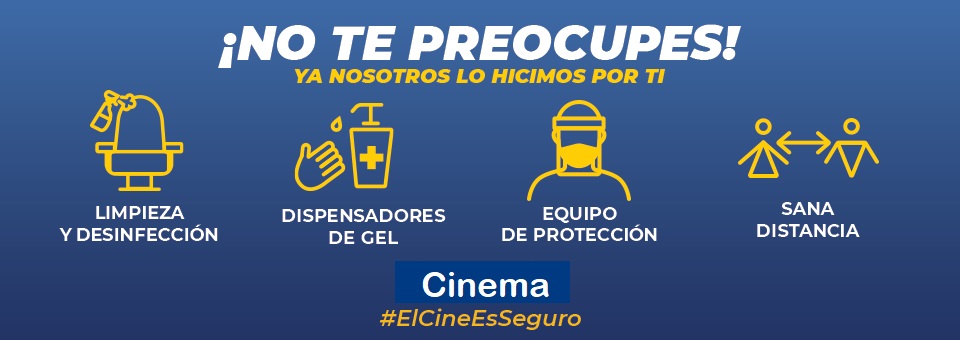 ¡NO TE PREOCUPES!
YA NOSOTROS LO HICIMOS POR TI
LIMPIEZA
Y DESINFECCIÓN
DISPENSADORES
DE GEL
EQUIPO
DE PROTECCIÓN
SANA
DISTANCIA
Cinema
#ElCineEsSeguro